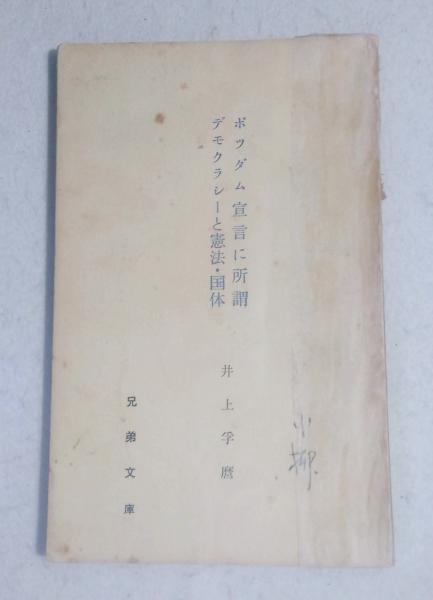 ポツダム宣言に所謂
デモクラシーと憲法・国体
井上孚麿
兄弟文庫
小柳